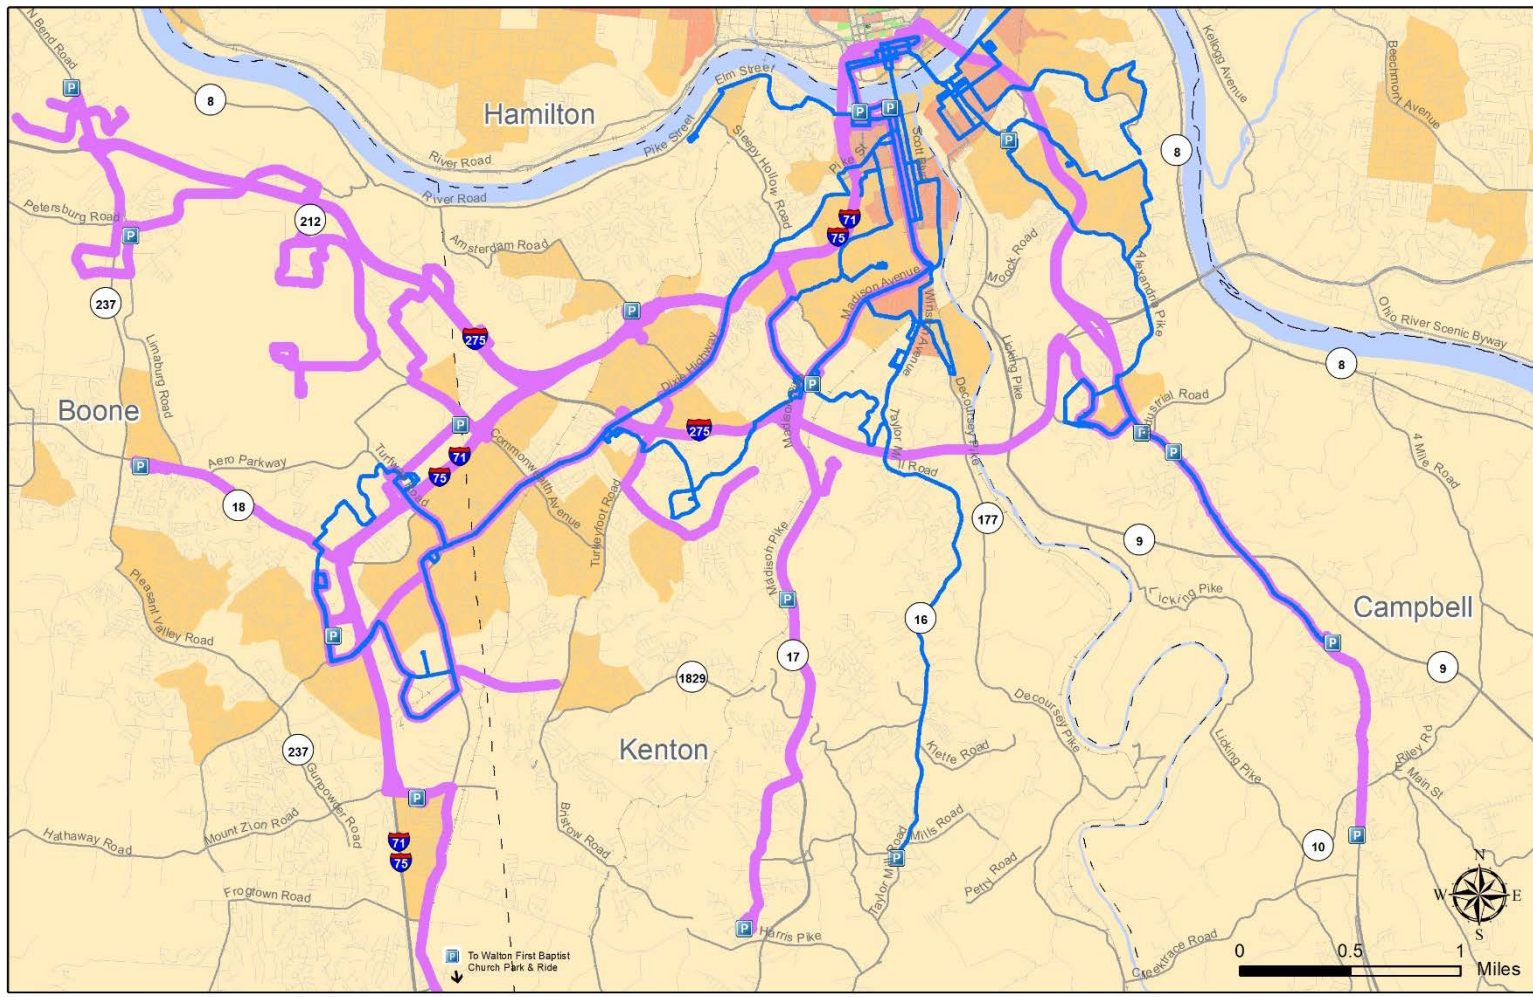 N Bend Road
P
8
Hamilton
Elm Street
Pike Street
River Road
River Road
Sleepy Hollow Road
Pike St
Kellogg Avenue
Beechmont Avenue
P
P
P
8
Petersburg Road
P
212
Amsterdam Road
71
75
Moock Road
Alexandria Pike
237
Limaburg Road
275
P
Madison Avenue
Winston Avenue
Licking Pike
Ohio River Scenic Byway
8
Boone
Dixie Highway
P
Decoursey Pike
Industrial Road
P
275
Taylor Mill Road
P
4 Mile Road
P
Aero Parkway
71
75
Commonwealth Avenue
Turkeyfoot Road
18
177
9
Madison Pike
Licking Pike
Pleasant Valley Road
P
P
16
Campbell
P
17
1829
9
Decoursey Pike
Kenton
Klette Road
Licking Pike
Riley Rd
E Main St
237
Gunpowder Road
P
Bristow Road
Mount Zion Road
Hathaway Road
71
75
Mills Road
Taylor Mill Road
P
10
P
N
W
E
S
Frogtown Road
P
Harris Pike
Creektrace Road
P
To Walton First Baptist
Church Park & Ride
0
0.5
1
Miles